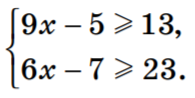 9x − 5 ⩾ 13,
6x − 7 ⩾ 23.